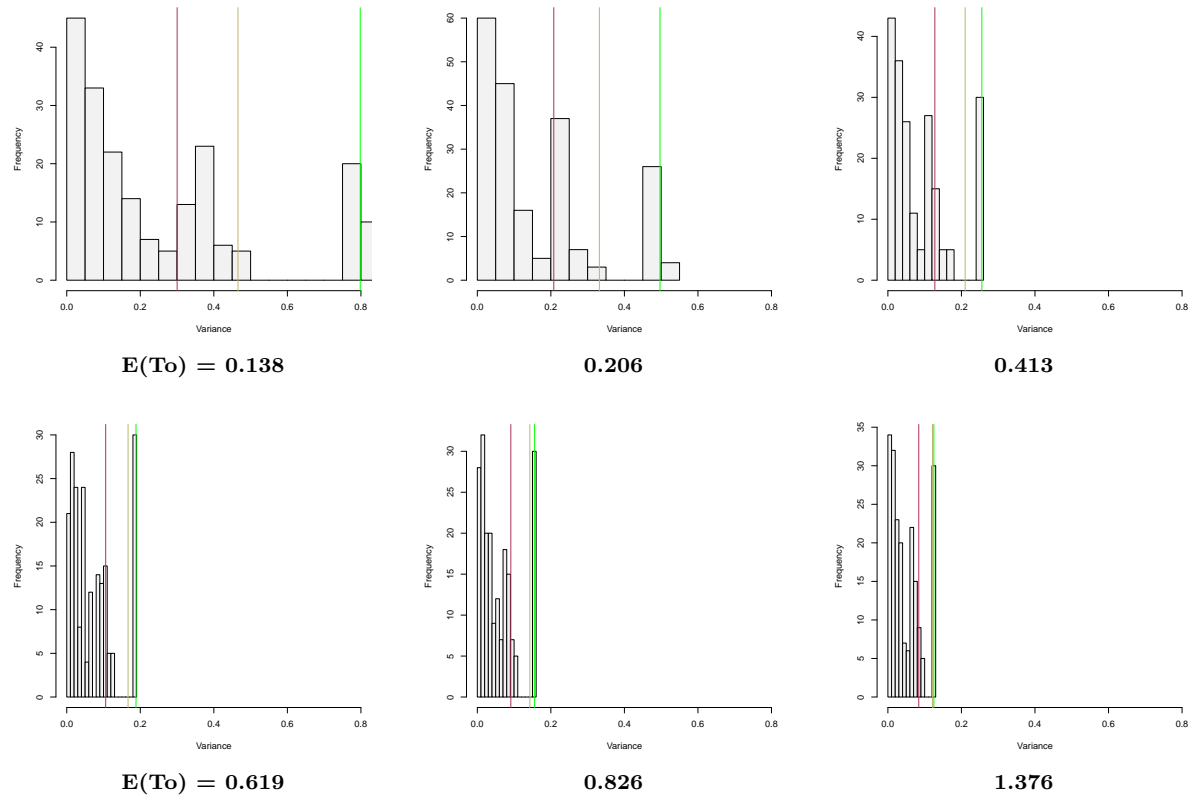 Frequency
0 10 20 30 40
0.0 0.2 0.4 0.6 0.8
Variance
E(To) = 0.138
Frequency
0 10 20 30 40 50 60
0.0 0.2 0.4 0.6 0.8
Variance
0.206
Frequency
0 10 20 30 40
0.0 0.2 0.4 0.6 0.8
Variance
0.413
Frequency
0 5 10 15 20 25 30
0.0 0.2 0.4 0.6 0.8
Variance
E(To) = 0.619
Frequency
0 5 10 15 20 25 30
0.0 0.2 0.4 0.6 0.8
Variance
0.826
Frequency
0 5 10 15 20 25 30 35
0.0 0.2 0.4 0.6 0.8
Variance
1.376